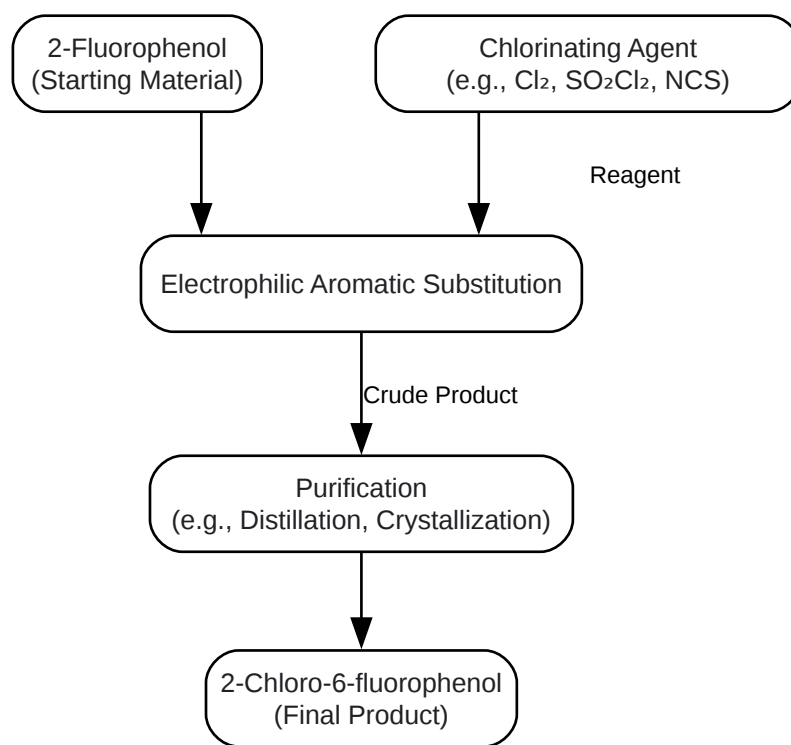 2-Fluorophenol
(Starting Material)
Chlorinating Agent
(e.g., Cl₂, SO₂Cl₂, NCS)
Reagent
Electrophilic Aromatic Substitution
Crude Product
Purification
(e.g., Distillation, Crystallization)
2-Chloro-6-fluorophenol
(Final Product)